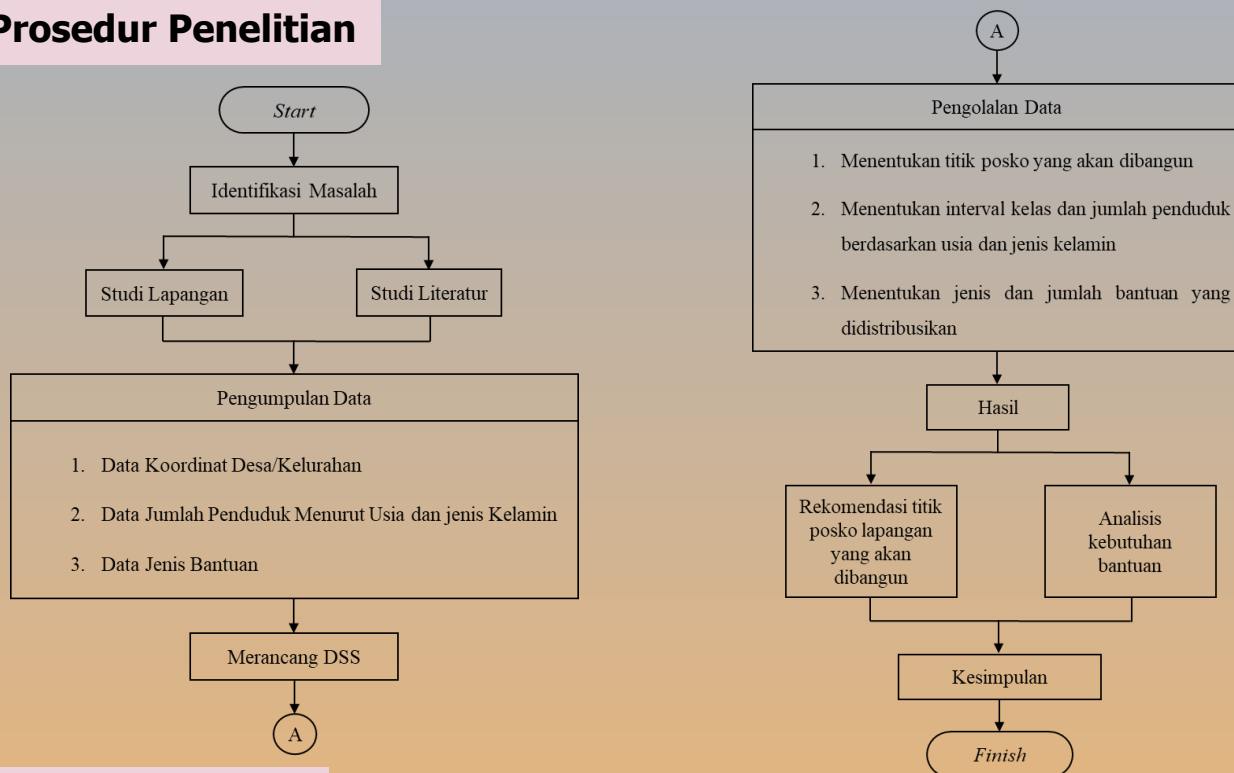 Prosedur Penelitian
Start
Identifikasi Masalah
Studi Lapangan
Studi Literatur
Pengumpulan Data
1. Data Koordinat Desa/Kelurahan
2. Data Jumlah Penduduk Menurut Usia dan jenis Kelamin
3. Data Jenis Bantuan
Merancang DSS
A
A
Pengolalan Data
1. Menentukan titik posko yang akan dibangun
2. Menentukan interval kelas dan jumlah penduduk
berdasarkan usia dan jenis kelamin
3. Menentukan jenis dan jumlah bantuan yang
didistribusikan
Hasil
Rekomendasi titik
posko lapangan
yang akan
dibangun
Analisis
kebutuhan
bantuan
Kesimpulan
Finish